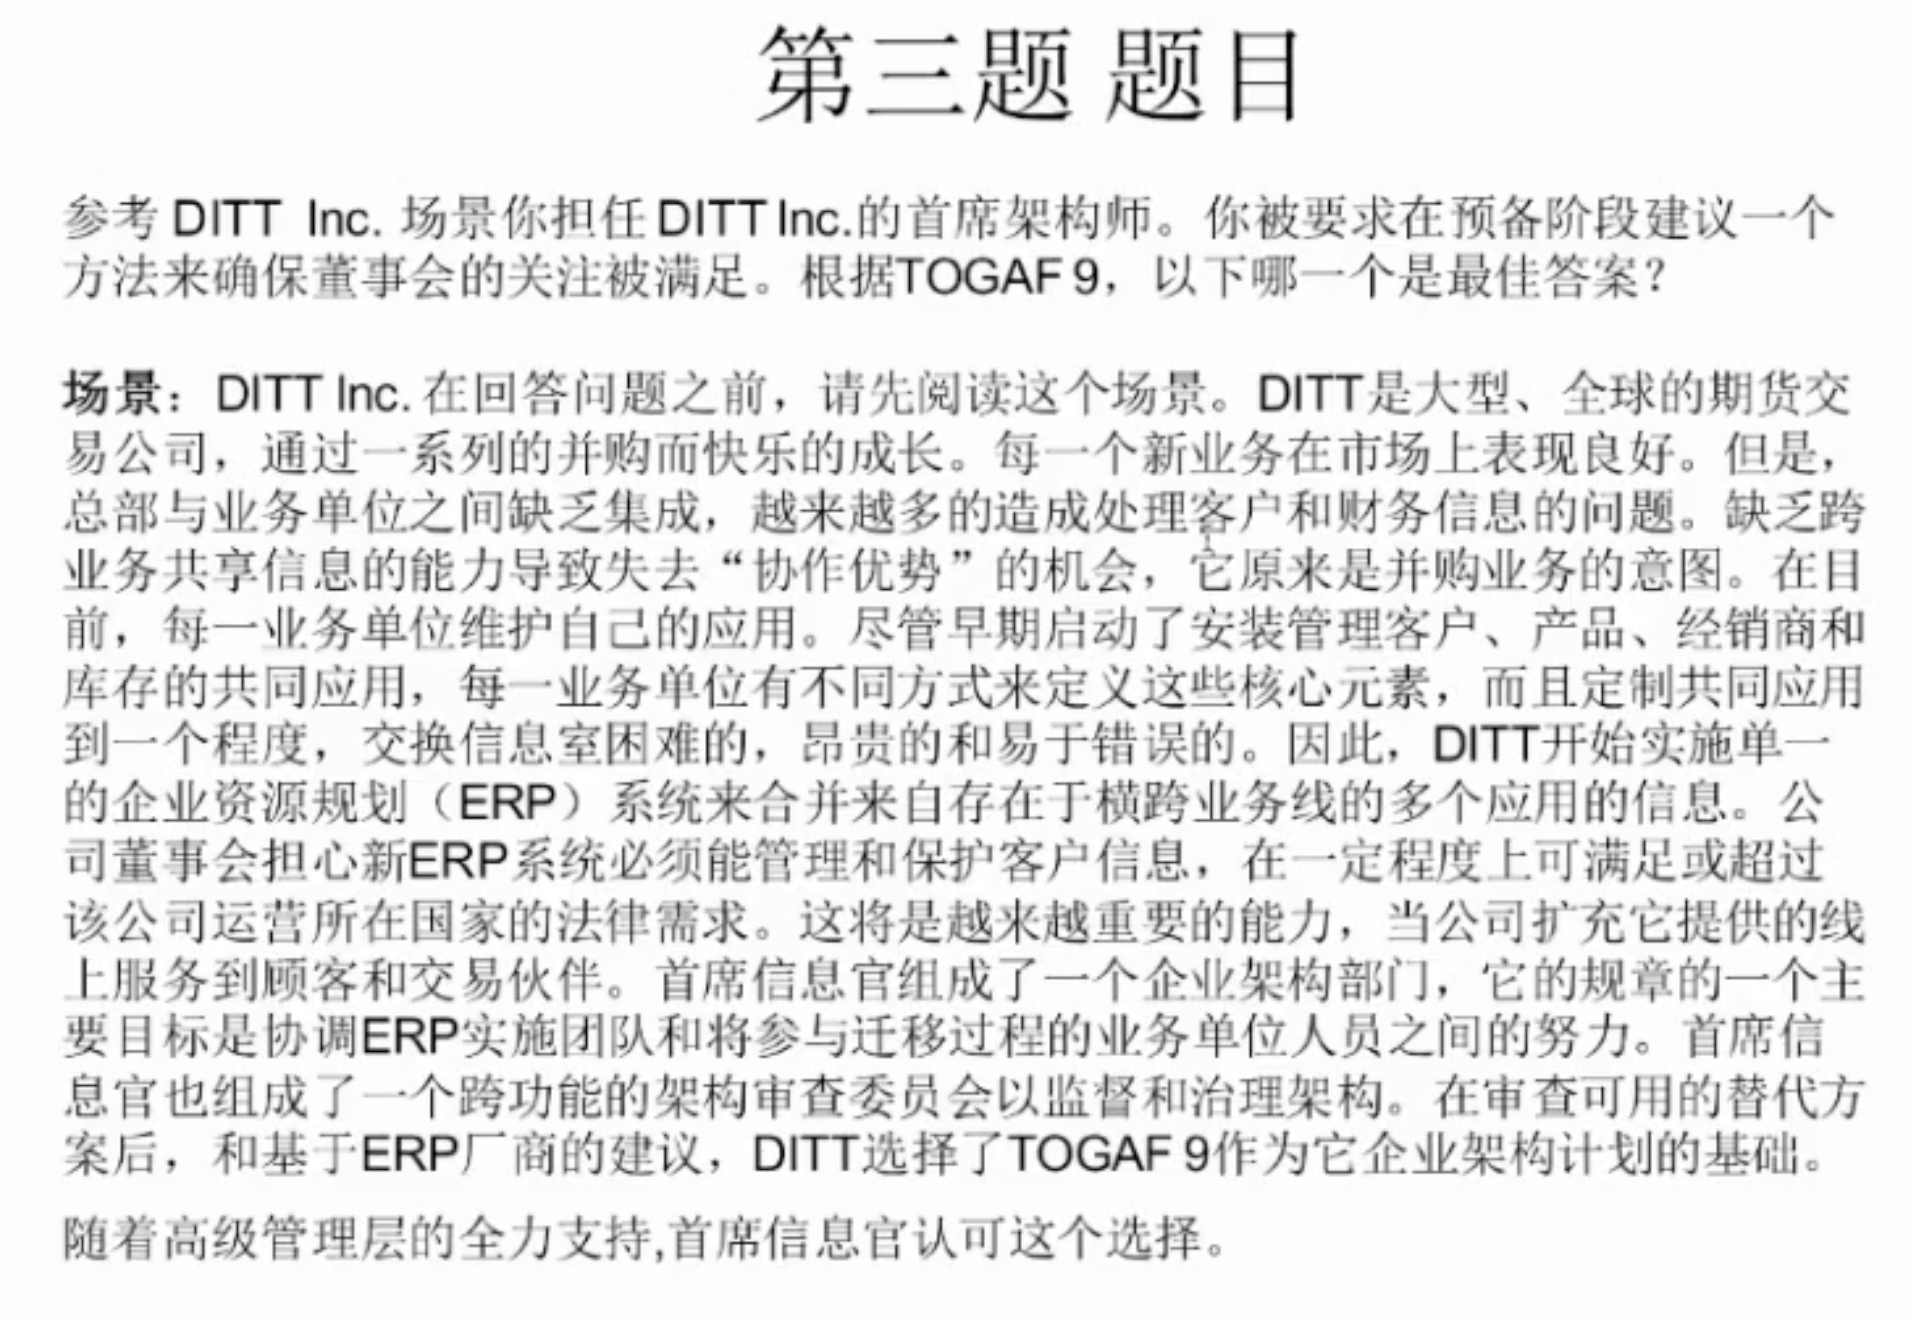 第三题 题目
参考 DITT Inc. 场景你担任 DITT Inc.的首席架构师。你被要求在预备阶段建议一个
方法来确保董事会的关注被满足。根据TOGAF 9，以下哪一个是最佳答案？
场景：DITT Inc. 在回答问题之前，请先阅读这个场景。DITT是大型、全球的期货交
易公司，通过一系列的并购而快乐的成长。每一个新业务在市场上表现良好。但是，
总部与业务单位之间缺乏集成，越来越多的造成处理客户和财务信息的问题。缺乏跨
业务共享信息的能力导致失去“协作优势”的机会，它原来是并购业务的意图。在目
前，每一业务单位维护自己的应用。尽管早期启动了安装管理客户、产品、经销商和
库存的共同应用，每一业务单位有不同方式来定义这些核心元素，而且定制共同应用
到一个程度，交换信息室困难的，昂贵的和易于错误的。因此，DITT开始实施单一
的企业资源规划（ERP）系统来合并来自存在于横跨业务线的多个应用的信息。公
司董事会担心新ERP系统必须能管理和保护客户信息，在一定程度上可满足或超过
该公司运营所在国家的法律需求。这将是越来越重要的能力，当公司扩充它提供的线
上服务到顾客和交易伙伴。首席信息官组成了一个企业架构部门，它的规章的一个主
要目标是协调ERP实施团队和将参与迁移过程的业务单位人员之间的努力。首席信
息官也组成了一个跨功能的架构审查委员会以监督和治理架构。在审查可用的替代方
案后，和基于ERP厂商的建议，DITT选择了TOGAF 9作为它企业架构计划的基础。
随着高级管理层的全力支持,首席信息官认可这个选择。